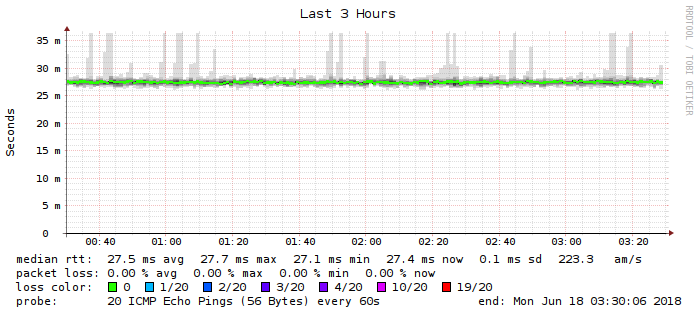 Last 3 Hours
RRDTOOL / TOBI OETIKER
Seconds
35 m
30 m
25 m
20 m
15 m
10 m
5 m
0
00:40 01:00 01:20 01:40 02:00 02:20 02:40 03:00 03:20
median rtt: 27.5 ms avg 27.7 ms max 27.1 ms min 27.4 ms now 0.1 ms sd 223.3 am/s
packet loss: 0.00 % avg 0.00 % max 0.00 % min 0.00 % now
loss color: 0 1/20 2/20 3/20 4/20 10/20 19/20
probe: 20 ICMP Echo Pings (56 Bytes) every 60s end: Mon Jun 18 03:30:06 2018